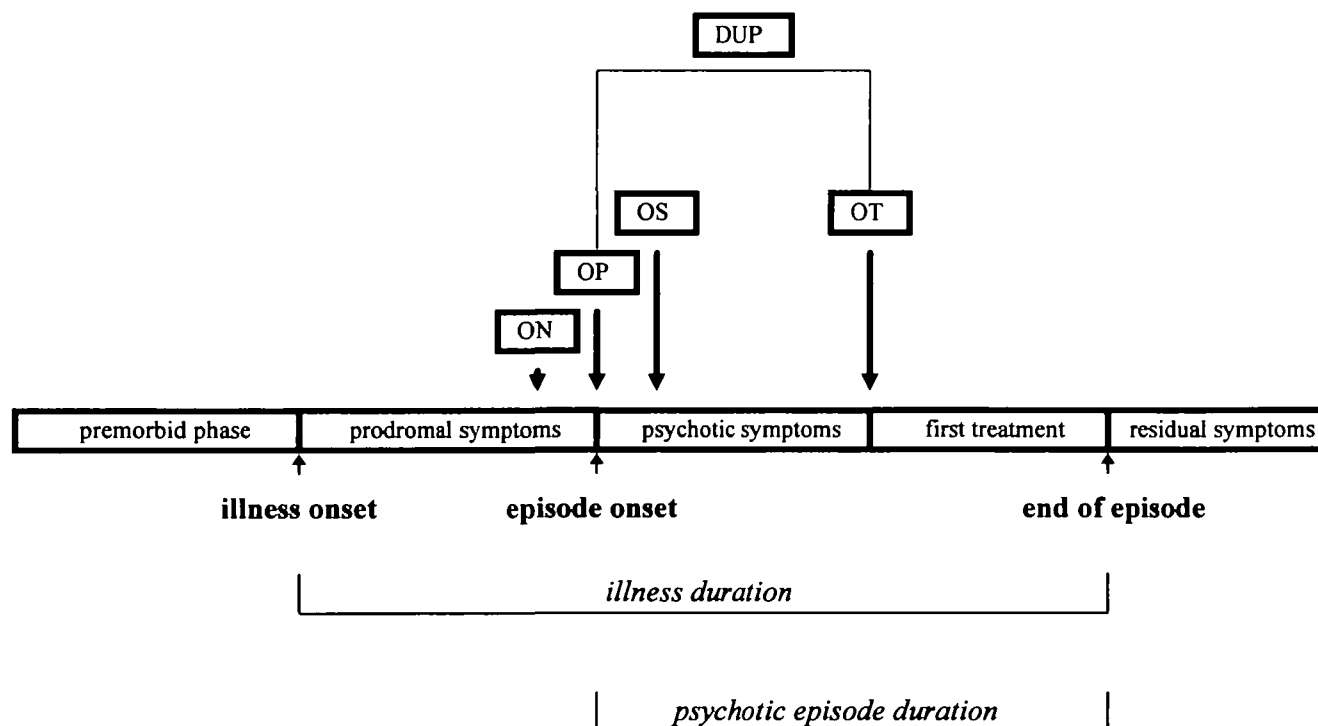 DUP
OS
OT
OP
ON
premorbid phase
prodromal symptoms
psychotic symptoms
first treatment
residual symptoms
illness onset
episode onset
end of episode
illness duration
psychotic episode duration